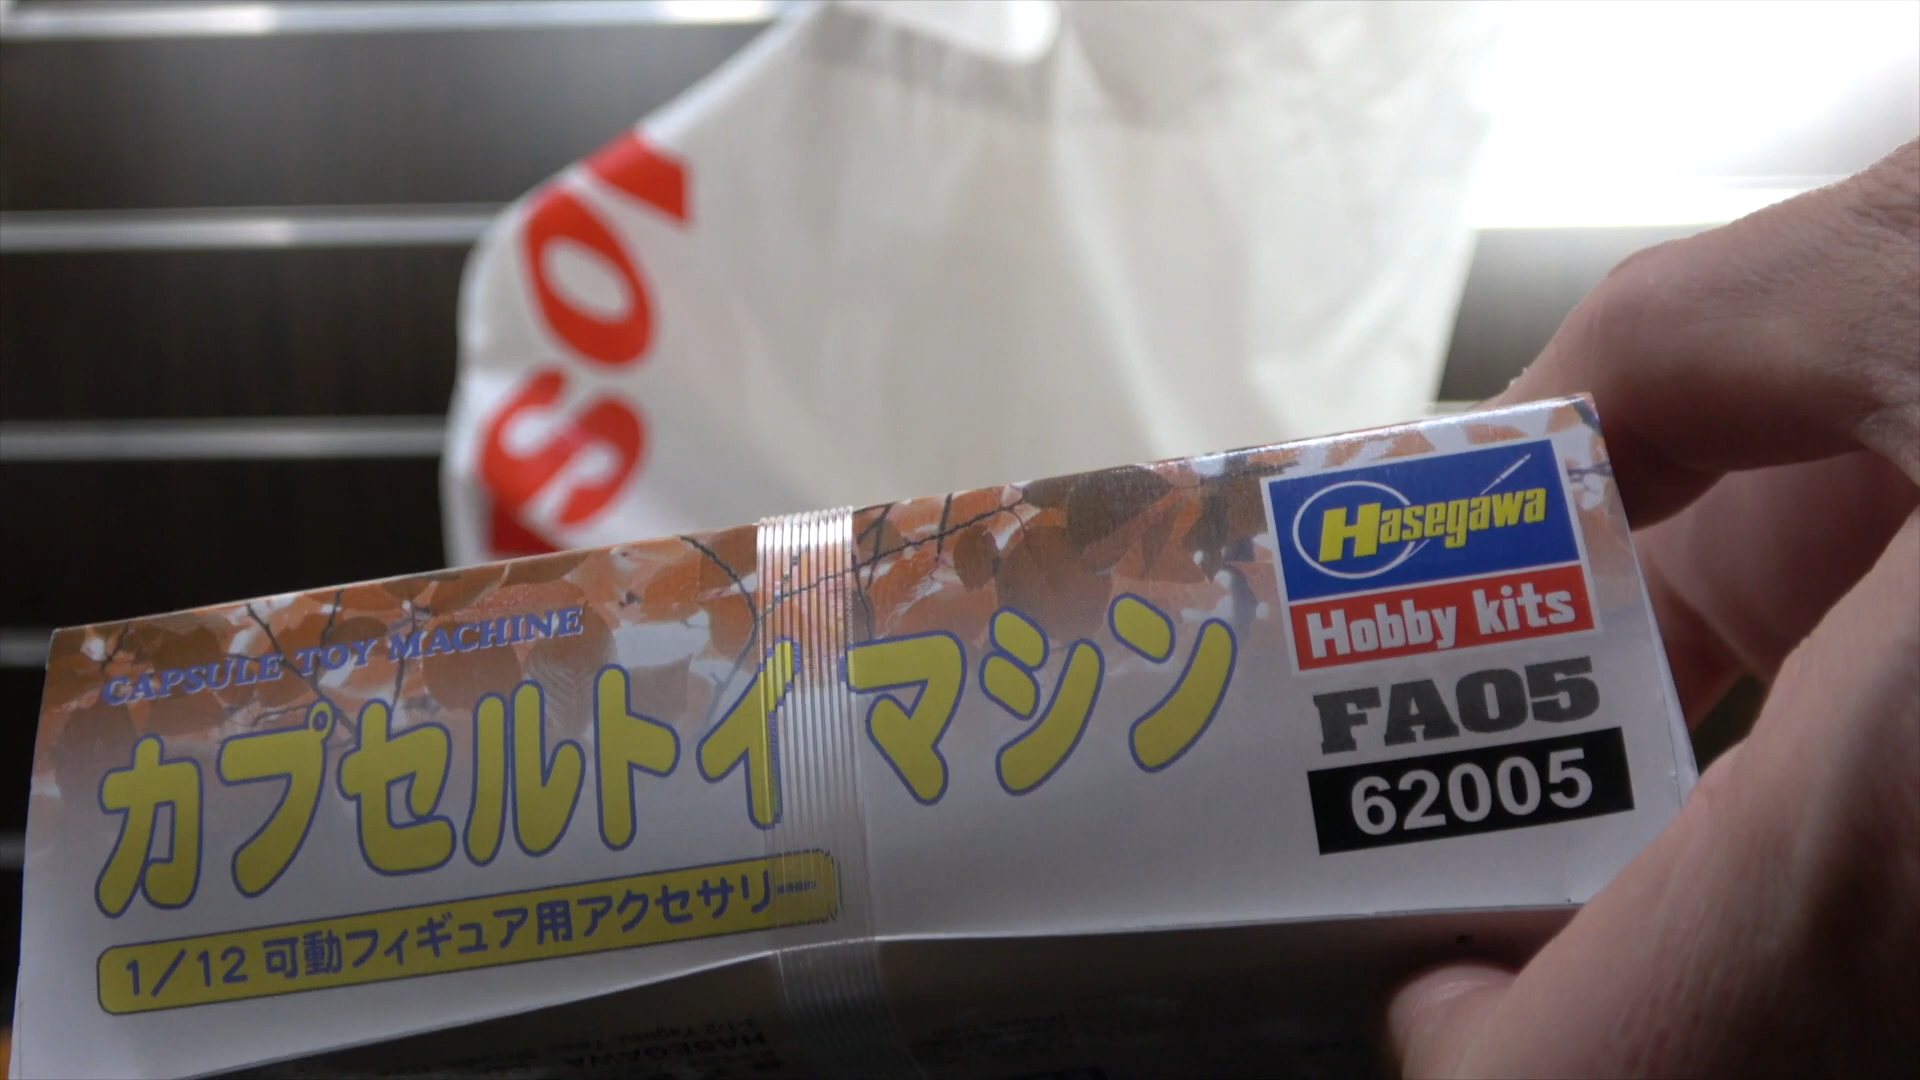 CAPSULE TOY MACHINE
カプセルトイ マシン
1/12 可動フィギュア用アクセサリー
Hasegawa
Hobby kits
FA05
62005
HASEGAWA